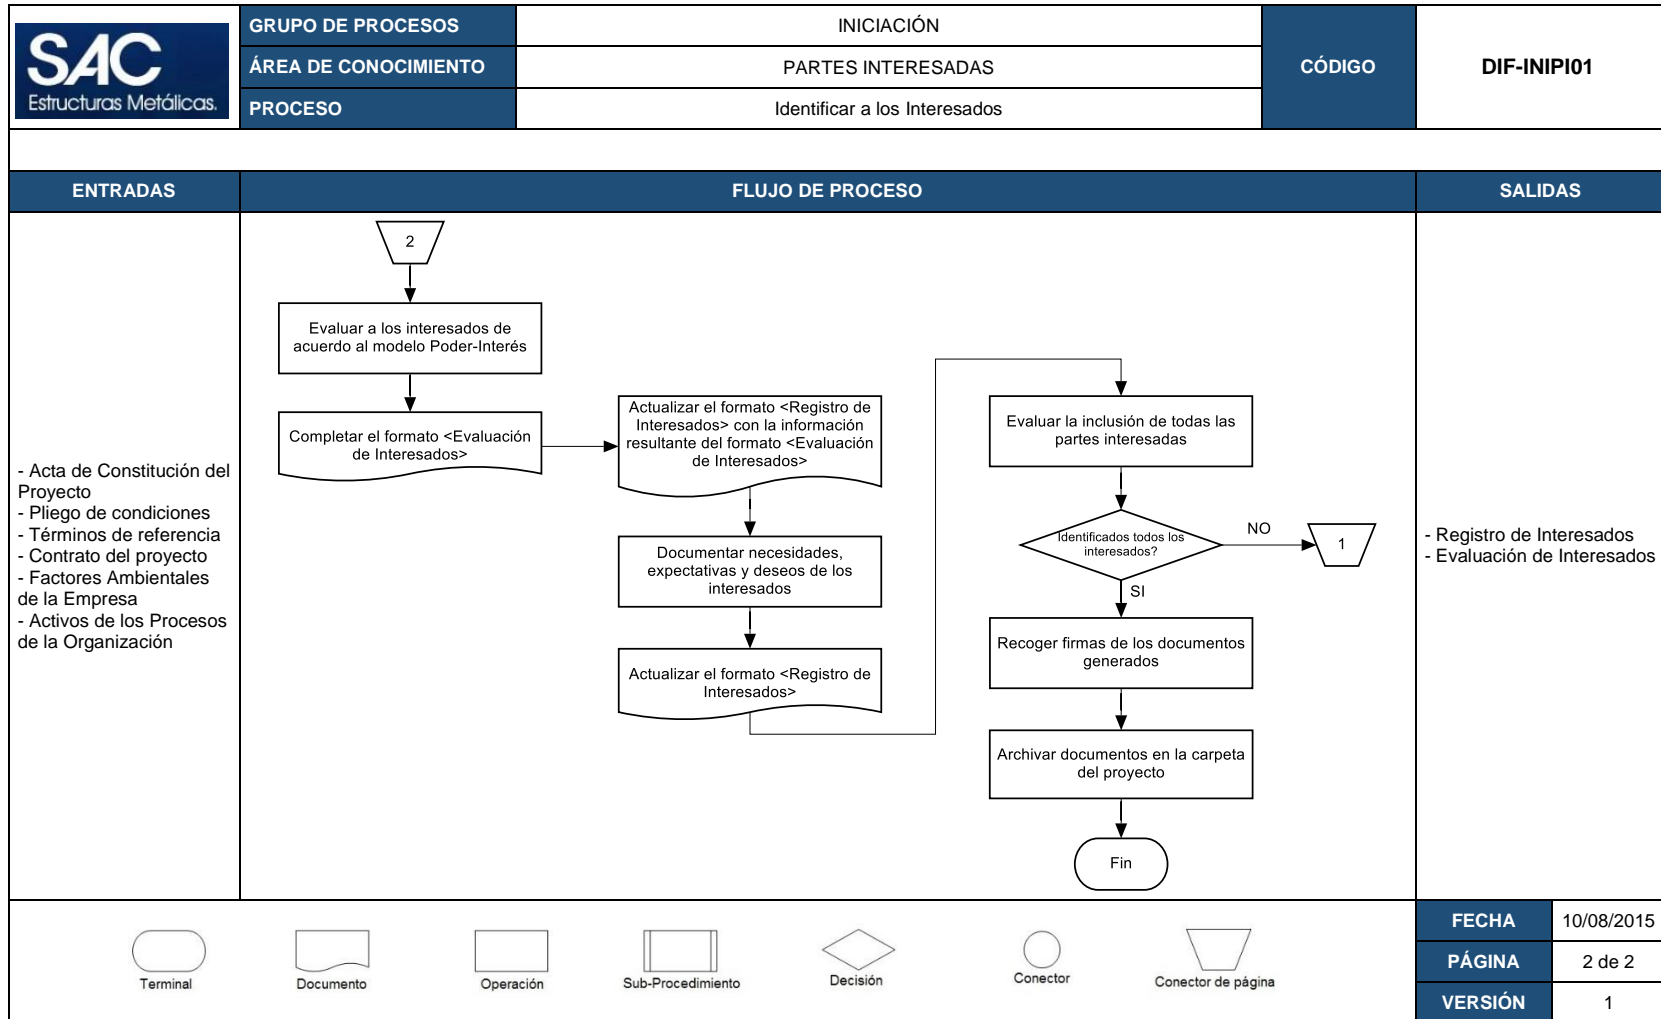 SAC
Estructuras Metálicas.
GRUPO DE PROCESOS
INICIACIÓN
ÁREA DE CONOCIMIENTO
PARTES INTERESADAS
PROCESO
Identificar a los Interesados
CÓDIGO
DIF-INIPI01
ENTRADAS
FLUJO DE PROCESO
SALIDAS
- Acta de Constitución del
Proyecto
- Pliego de condiciones
- Términos de referencia
- Contrato del proyecto
- Factores Ambientales
de la Empresa
- Activos de los Procesos
de la Organización
2
Evaluar a los interesados de
acuerdo al modelo Poder-Interés
Completar el formato <Evaluación
de Interesados>
Actualizar el formato <Registro de
Interesados> con la información
resultante del formato <Evaluación
de Interesados>
Documentar necesidades,
expectativas y deseos de los
interesados
Actualizar el formato <Registro de
Interesados>
Evaluar la inclusión de todas las
partes interesadas
Identificados todos los
interesados?
NO
1
SI
Recoger firmas de los documentos
generados
Archivar documentos en la carpeta
del proyecto
Fin
- Registro de Interesados
- Evaluación de Interesados
Terminal
Documento
Operación
Sub-Procedimiento
Decisión
Conector
Conector de página
FECHA
10/08/2015
PÁGINA
2 de 2
VERSIÓN
1